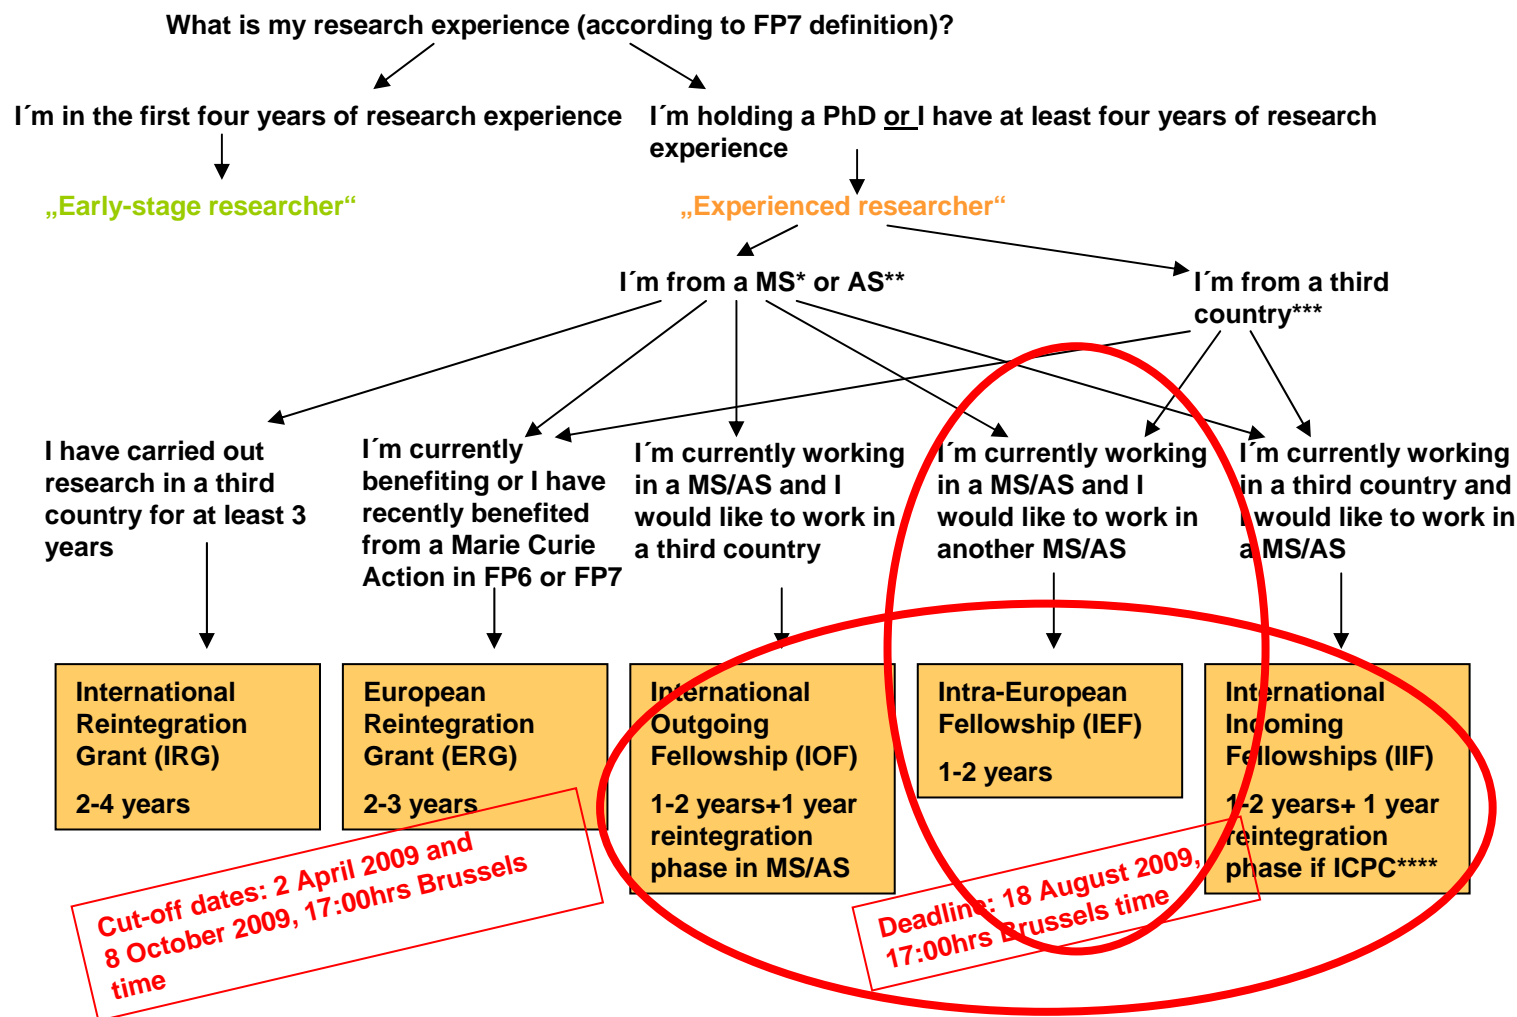 What is my research experience (according to FP7 definition)?
I´m in the first four years of research experience
I´m holding a PhD or I have at least four years of research
experience
„Early-stage researcher“
„Experienced researcher“
I´m from a MS* or AS**
I´m from a third
country***
I have carried out
research in a third
country for at least 3
years
I´m currently
benefiting or I have
recently benefited
from a Marie Curie
Action in FP6 or FP7
I´m currently working
in a MS/AS and I
would like to work in
a third country
I´m currently working
in a MS/AS and I
would like to work in
another MS/AS
I´m currently working
in a third country and
I would like to work in
a MS/AS
International
Reintegration
Grant (IRG)
2-4 years
European
Reintegration
Grant (ERG)
2-3 years
International
Outgoing
Fellowship (IOF)
1-2 years+1 year
reintegration
phase in MS/AS
Intra-European
Fellowship (IEF)
1-2 years
International
Incoming
Fellowships (IIF)
1-2 years+ 1 year
reintegration
phase if ICPC****
Cut-off dates: 2 April 2009 and
8 October 2009, 17:00hrs Brussels
time
Deadline: 18 August 2009,
17:00hrs Brussels time